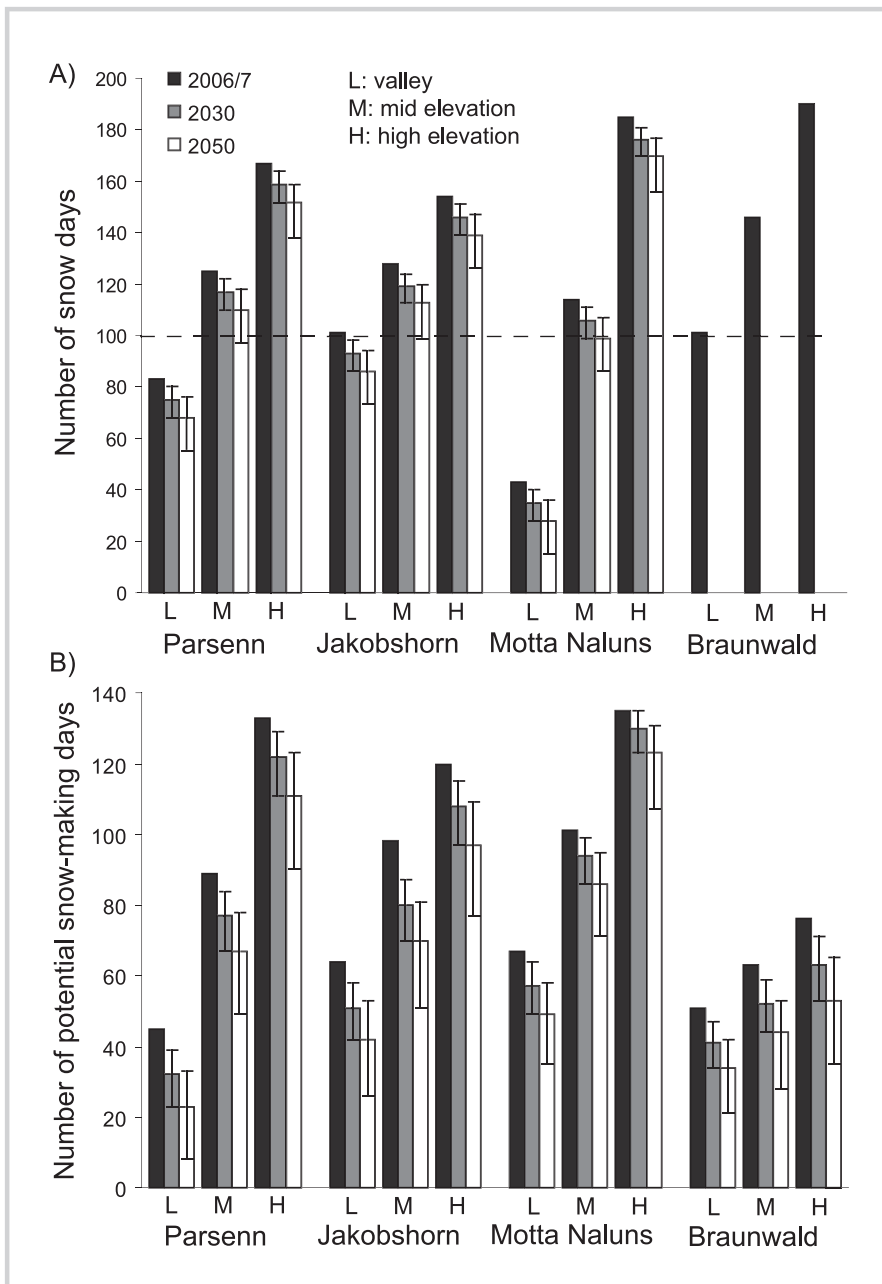 A)
2006/7
2030
2050
L: valley
M: mid elevation
H: high elevation
Number of snow days
200
180
160
140
120
100
80
60
40
20
0
L M H L M H L M H L M H
Parsenn Jakobshorn Motta Naluns Braunwald
B)
Number of potential snow-making days
140
120
100
80
60
40
20
0
L M H L M H L M H L M H
Parsenn Jakobshorn Motta Naluns Braunwald